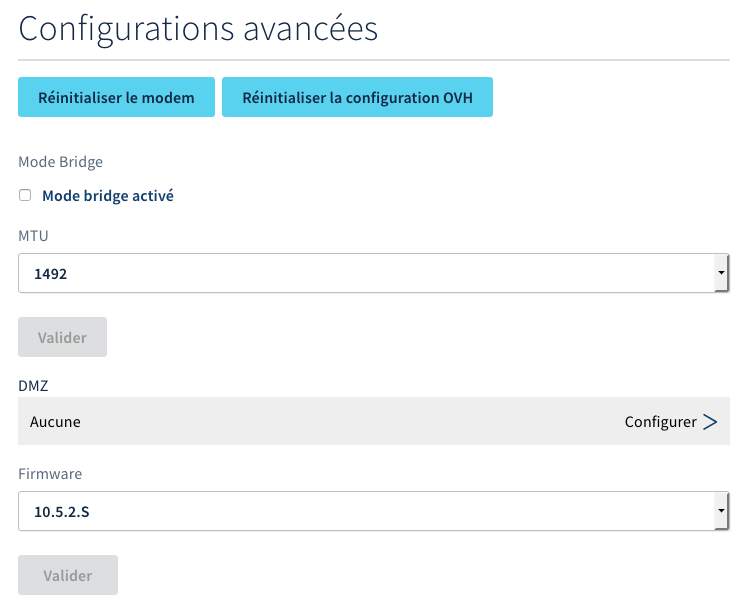 Configurations avancées
Réinitialiser le modem Réinitialiser la configuration OVH
Mode Bridge
Mode bridge activé
MTU
1492
Valider
DMZ
Aucune Configurer
Firmware
10.5.2.S
Valider